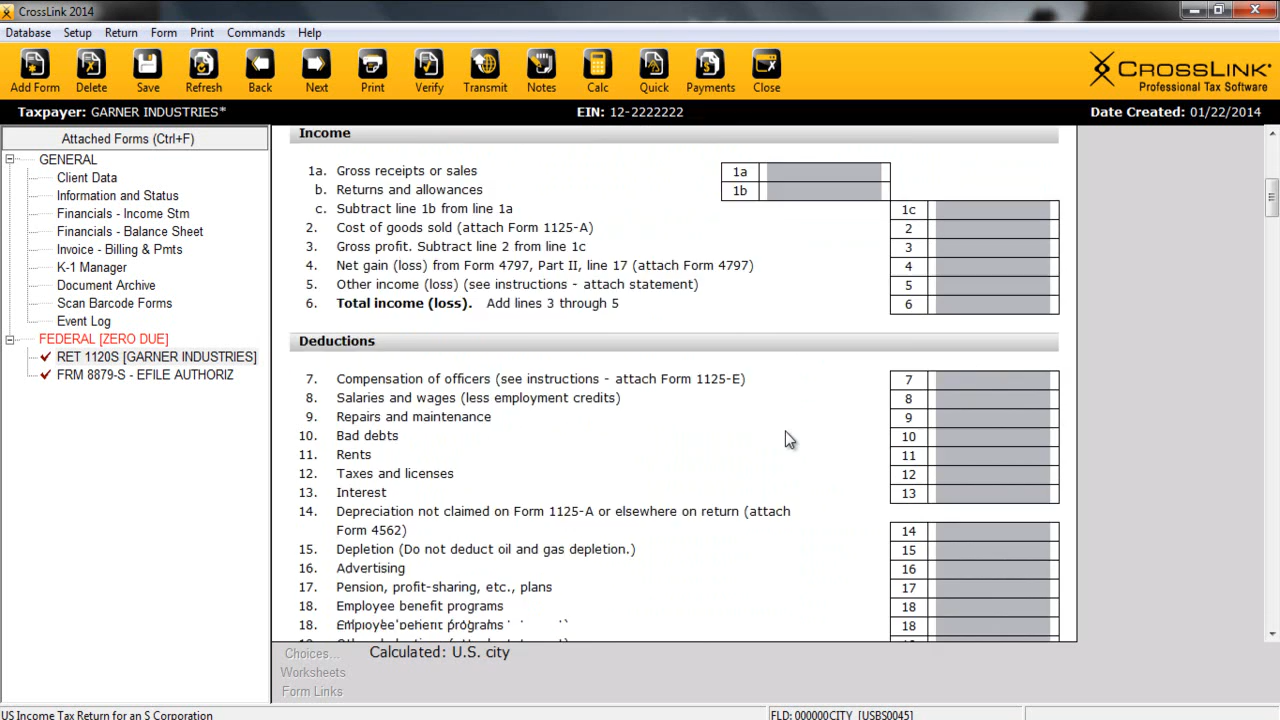 CrossLink 2014
Database Setup Return Form Print Commands Help
Add Form Delete Save Refresh Back Next Print Verify Transmit Notes Calc Quick Payments Close
CROSSLINK
Professional Tax Software
Taxpayer: GARNER INDUSTRIES* EIN: 12-2222222 Date Created: 01/22/2014
Attached Forms (Ctrl+F)
GENERAL
Client Data
Information and Status
Financials - Income Stm
Financials - Balance Sheet
Invoice - Billing & Pmts
K-1 Manager
Document Archive
Scan Barcode Forms
Event Log
FEDERAL [ZERO DUE]
RET 1120S [GARNER INDUSTRIES]
FRM 8879-S - EFILE AUTHORIZ
Income
1a. Gross receipts or sales 1a
b. Returns and allowances 1b
c. Subtract line 1b from line 1a 1c
2. Cost of goods sold (attach Form 1125-A) 2
3. Gross profit. Subtract line 2 from line 1c 3
4. Net gain (loss) from Form 4797, Part II, line 17 (attach Form 4797) 4
5. Other income (loss) (see instructions - attach statement) 5
6. Total income (loss). Add lines 3 through 5 6
Deductions
7. Compensation of officers (see instructions - attach Form 1125-E) 7
8. Salaries and wages (less employment credits) 8
9. Repairs and maintenance 9
10. Bad debts 10
11. Rents 11
12. Taxes and licenses 12
13. Interest 13
14. Depreciation not claimed on Form 1125-A or elsewhere on return (attach
Form 4562) 14
15. Depletion (Do not deduct oil and gas depletion.) 15
16. Advertising 16
17. Pension, profit-sharing, etc., plans 17
18. Employee benefit programs 18
18. Employee benefit programs 18
Choices... Calculated: U.S. city
Worksheets
Form Links
US Income Tax Return for an S Corporation FLD: 000000CITY [USBS0045]